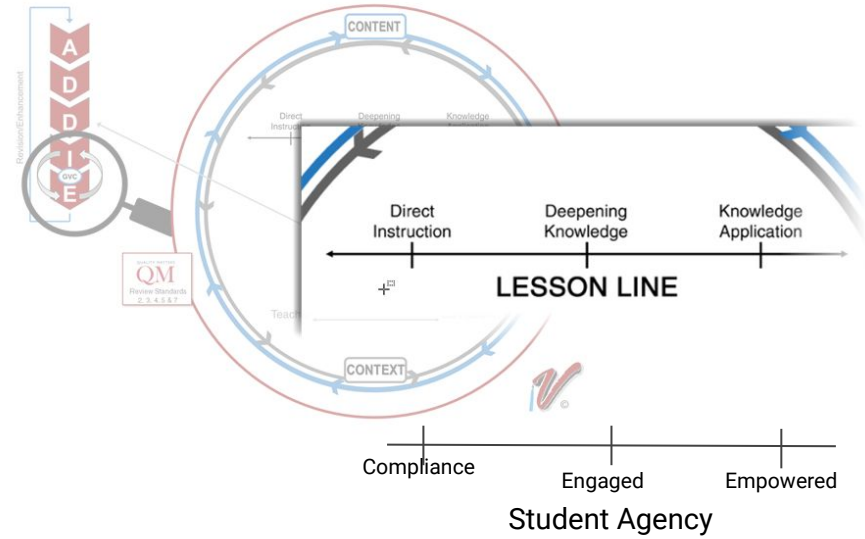 CONTENT
A
D
D
I
GVC
E
Revision/Enhancement
Direct
Deepening
Knowledge
Direct
Instruction
Deepening
Knowledge
Knowledge
Application
LESSON LINE
QM
Review Standards
2, 3, 4, 5 & 7
CONTEXT
©
Compliance
Engaged
Empowered
Student Agency